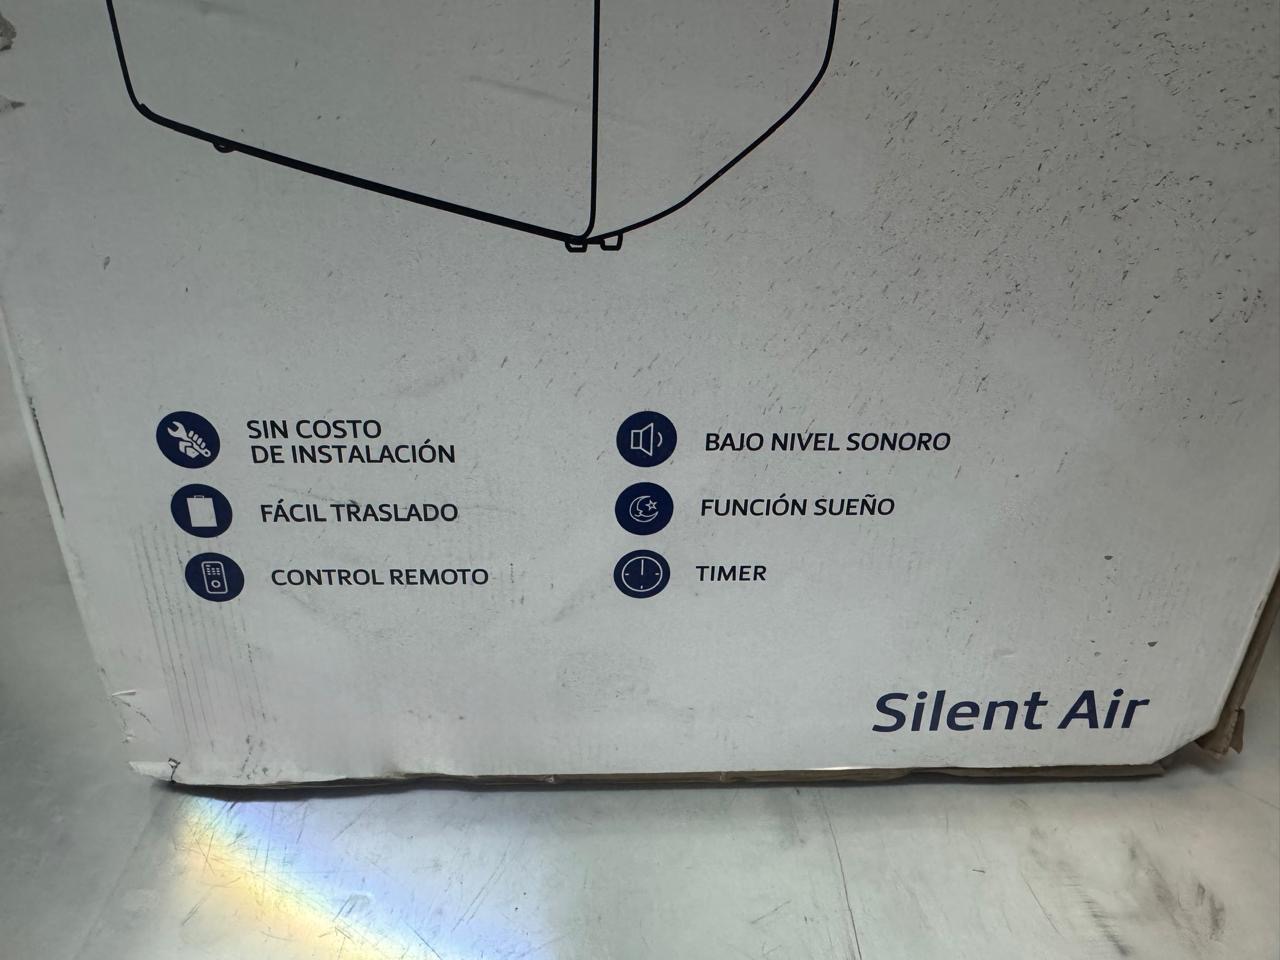 SIN COSTO
DE INSTALACIÓN
FÁCIL TRASLADO
CONTROL REMOTO
BAJO NIVEL SONORO
FUNCIÓN SUEÑO
TIMER
Silent Air